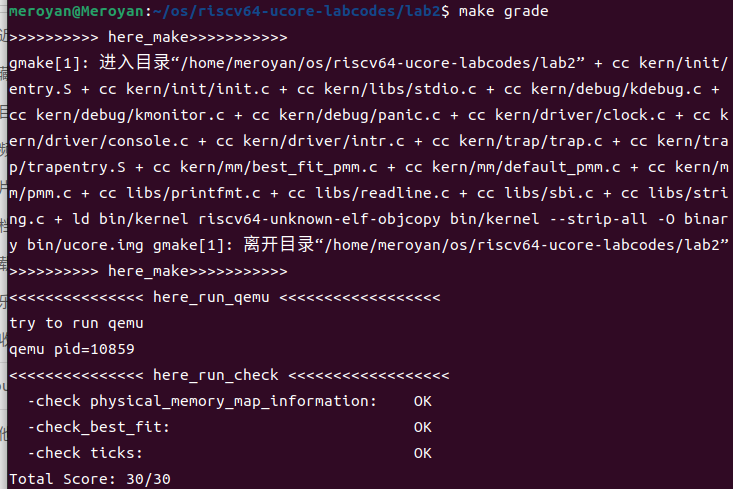 meroyan@Meroyan:~/os/riscv64-ucore-labcodes/lab2$ make grade
>>>>>>>>>> here_make>>>>>>>>>>>
gmake[1]: 进入目录“/home/meroyan/os/riscv64-ucore-labcodes/lab2” + cc kern/init/
entry.S + cc kern/init/init.c + cc kern/libs/stdio.c + cc kern/debug/kdebug.c +
cc kern/debug/kmonitor.c + cc kern/debug/panic.c + cc kern/driver/clock.c + cc k
ern/driver/console.c + cc kern/driver/intr.c + cc kern/trap/trap.c + cc kern/tra
p/trapentry.S + cc kern/mm/best_fit_pmm.c + cc kern/mm/default_pmm.c + cc kern/m
m/pmm.c + cc libs/printfmt.c + cc libs/readline.c + cc libs/sbi.c + cc libs/stri
ng.c + ld bin/kernel riscv64-unknown-elf-objcopy bin/kernel --strip-all -O binar
y bin/ucore.img gmake[1]: 离开目录“/home/meroyan/os/riscv64-ucore-labcodes/lab2”
>>>>>>>>>> here_make>>>>>>>>>>>
<<<<<<<<<<<<<<< here_run_qemu <<<<<<<<<<<<<<<<<<
try to run qemu
qemu pid=10859
<<<<<<<<<<<<<<< here_run_check <<<<<<<<<<<<<<<<<<
-check physical_memory_map_information: OK
-check_best_fit: OK
-check ticks: OK
Total Score: 30/30